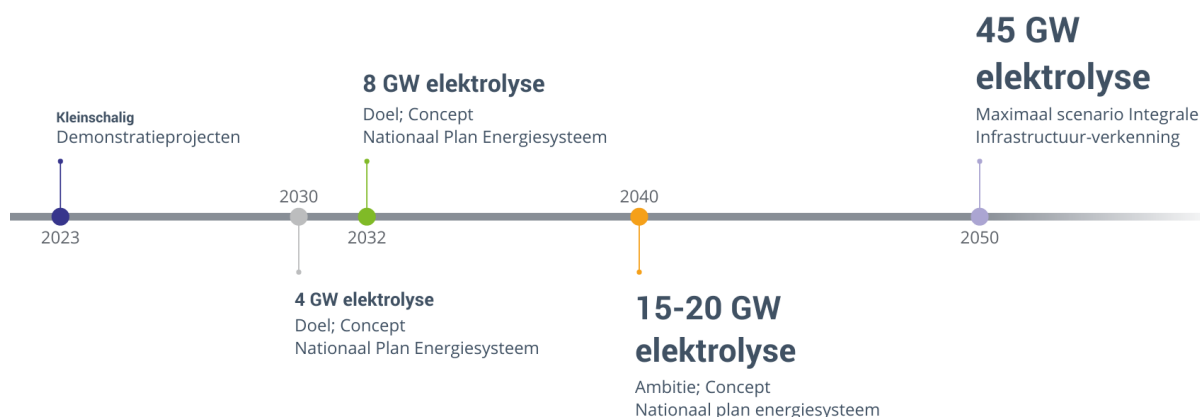 45 GW
elektrolyse
Maximaal scenario Integrale
Infrastructuur-verkenning
8 GW elektrolyse
Doel; Concept
Nationaal Plan Energiesysteem
Kleinschalig
Demonstratieprojecten
2030
2040
2023
2032
2050
4 GW elektrolyse
Doel; Concept
Nationaal Plan Energiesysteem
15-20 GW
elektrolyse
Ambitie; Concept
Nationaal plan energiesysteem